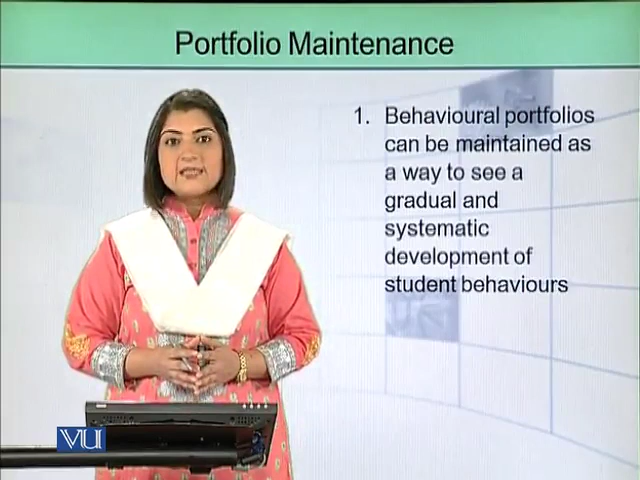 Portfolio Maintenance
1. Behavioural portfolios
can be maintained as
a way to see a
gradual and
systematic
development of
student behaviours
VU